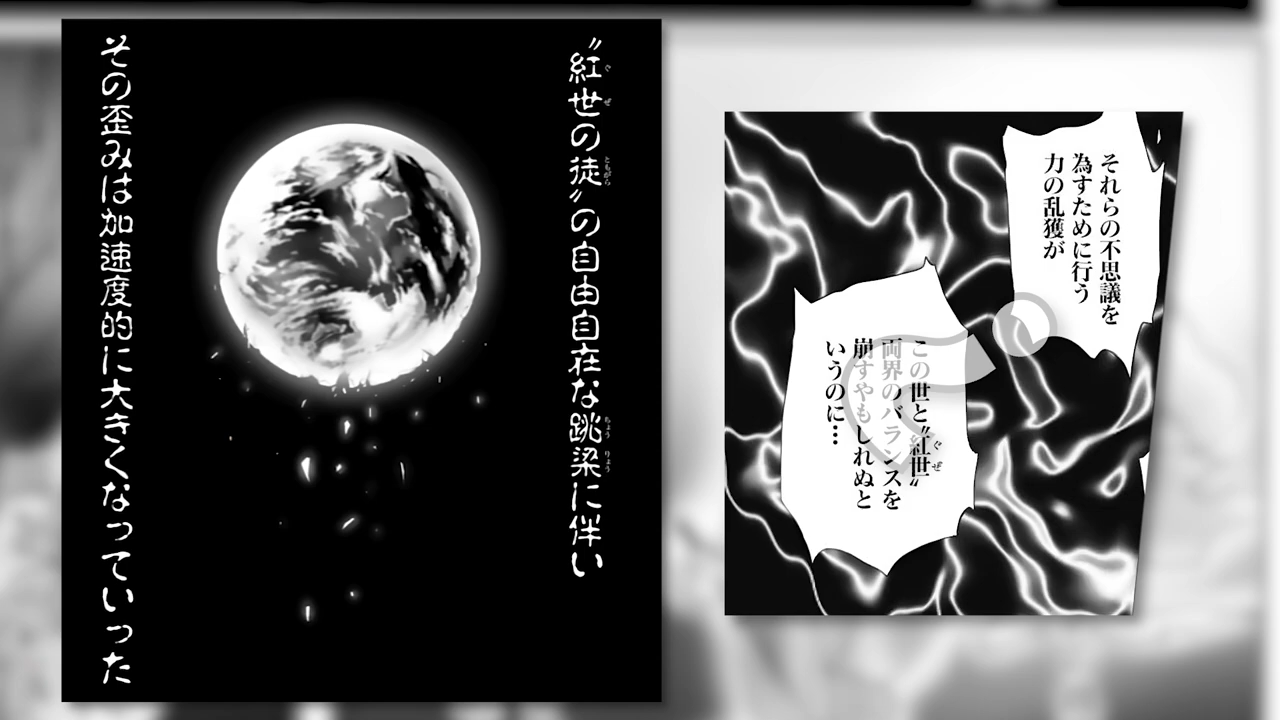 〝紅世の徒〟の自由自在な跳梁に伴い
その歪みは加速度的に大きくなっていった
それらの不思議を
為すために行う
力の乱獲が
この世と〝紅世〟
両界のバランスを
崩すやもしれぬと
いうのに…